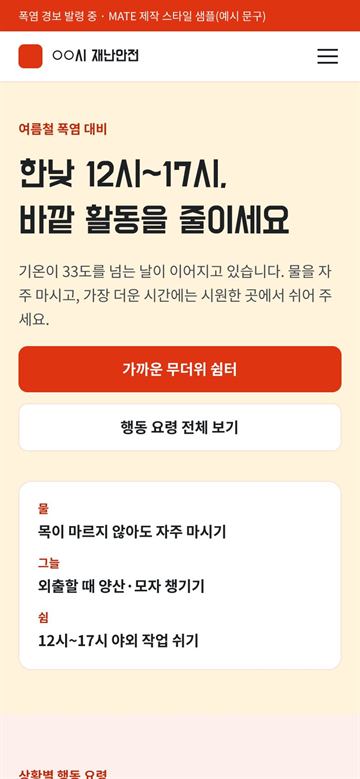 폭염 경보 발령 중 · MATE 제작 스타일 샘플(예시 문구)
○○시 재난안전
여름철 폭염 대비
한낮 12시~17시,
바깥 활동을 줄이세요
기온이 33도를 넘는 날이 이어지고 있습니다. 물을 자
주 마시고, 가장 더운 시간에는 시원한 곳에서 쉬어 주
세요.
가까운 무더위 쉼터
행동 요령 전체 보기
물
목이 마르지 않아도 자주 마시기
그늘
외출할 때 양산·모자 챙기기
쉼
12시~17시 야외 작업 쉬기
상황별 행동 요령